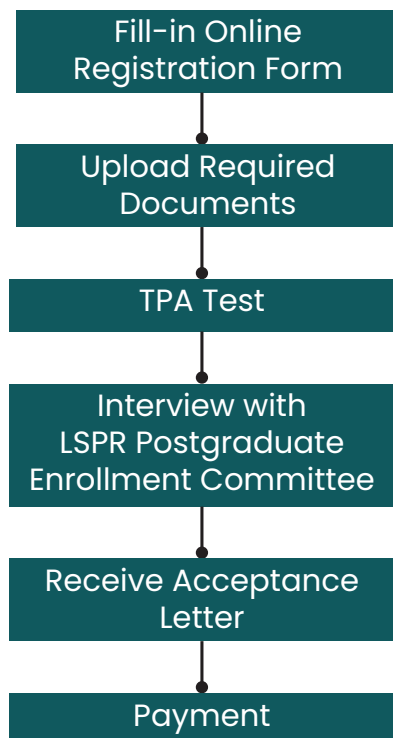 Fill-in Online
Registration Form
Upload Required
Documents
TPA Test
Interview with
LSPR Postgraduate
Enrollment Committee
Receive Acceptance
Letter
Payment